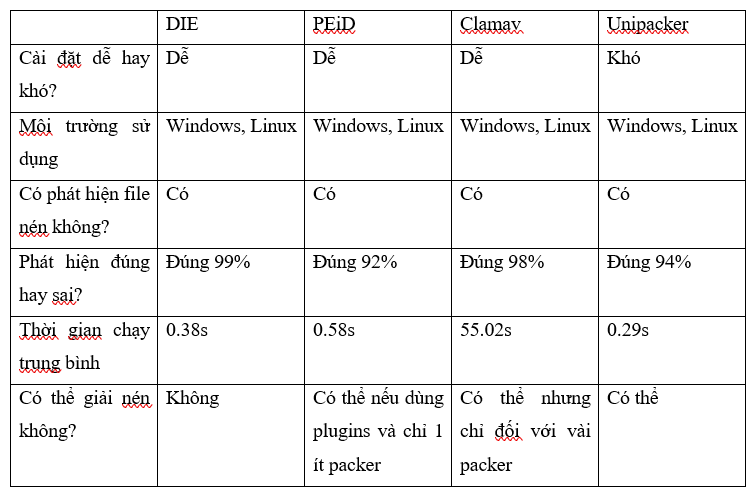 DIE PEiD Clamav Unipacker
Cài đặt dễ hay khó? Dễ Dễ Dễ Khó
Môi trường sử dụng Windows, Linux Windows, Linux Windows, Linux Windows, Linux
Có phát hiện file nén không? Có Có Có Có
Phát hiện đúng hay sai? Đúng 99% Đúng 92% Đúng 98% Đúng 94%
Thời gian chạy trung bình 0.38s 0.58s 55.02s 0.29s
Có thể giải nén không? Không Có thể nếu dùng plugins và chỉ 1 ít packer Có thể nhưng chỉ đối với vài packer Có thể